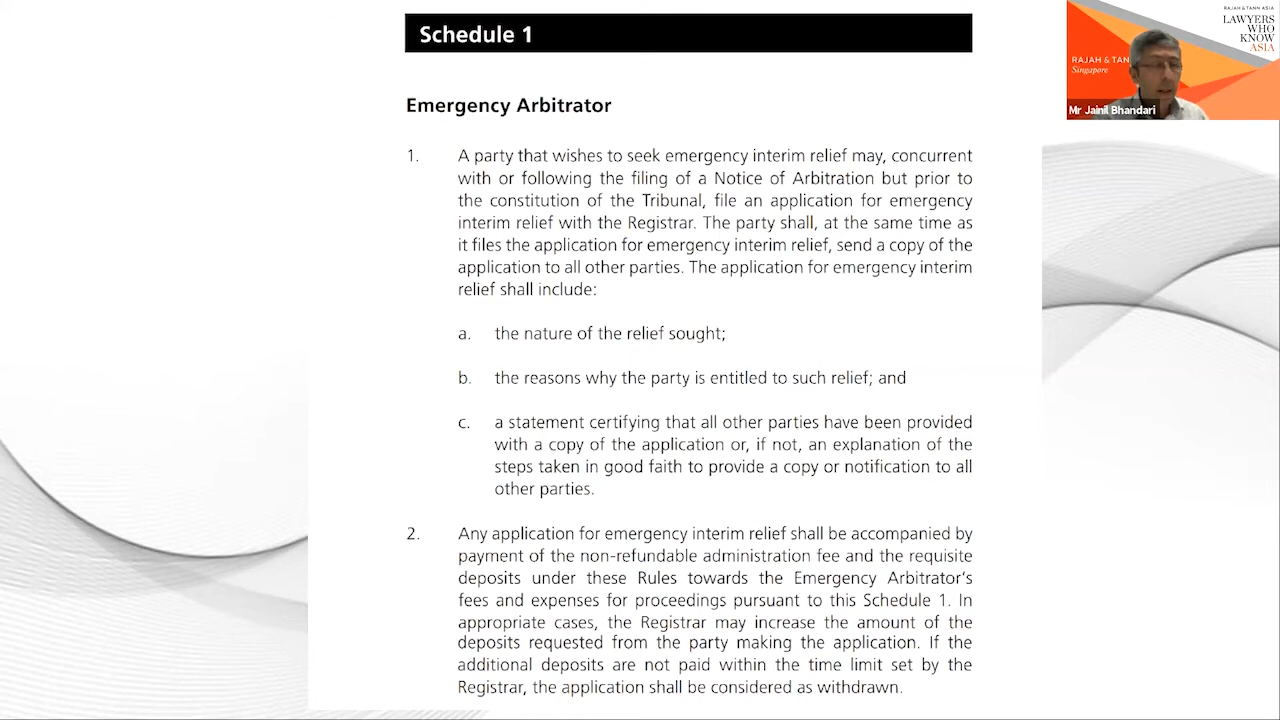 Schedule 1
Emergency Arbitrator
1. A party that wishes to seek emergency interim relief may, concurrent
with or following the filing of a Notice of Arbitration but prior to
the constitution of the Tribunal, file an application for emergency
interim relief with the Registrar. The party shall, at the same time as
it files the application for emergency interim relief, send a copy of the
application to all other parties. The application for emergency interim
relief shall include:
a. the nature of the relief sought;
b. the reasons why the party is entitled to such relief; and
c. a statement certifying that all other parties have been provided
with a copy of the application or, if not, an explanation of the
steps taken in good faith to provide a copy or notification to all
other parties.
2. Any application for emergency interim relief shall be accompanied by
payment of the non-refundable administration fee and the requisite
deposits under these Rules towards the Emergency Arbitrator's
fees and expenses for proceedings pursuant to this Schedule 1. In
appropriate cases, the Registrar may increase the amount of the
deposits requested from the party making the application. If the
additional deposits are not paid within the time limit set by the
Registrar, the application shall be considered as withdrawn.
RAJAH & TANN ASIA
LAWYERS
WHO
KNOW
ASIA
RAJAH & TAN
Singapore
Mr Jainil Bhandari